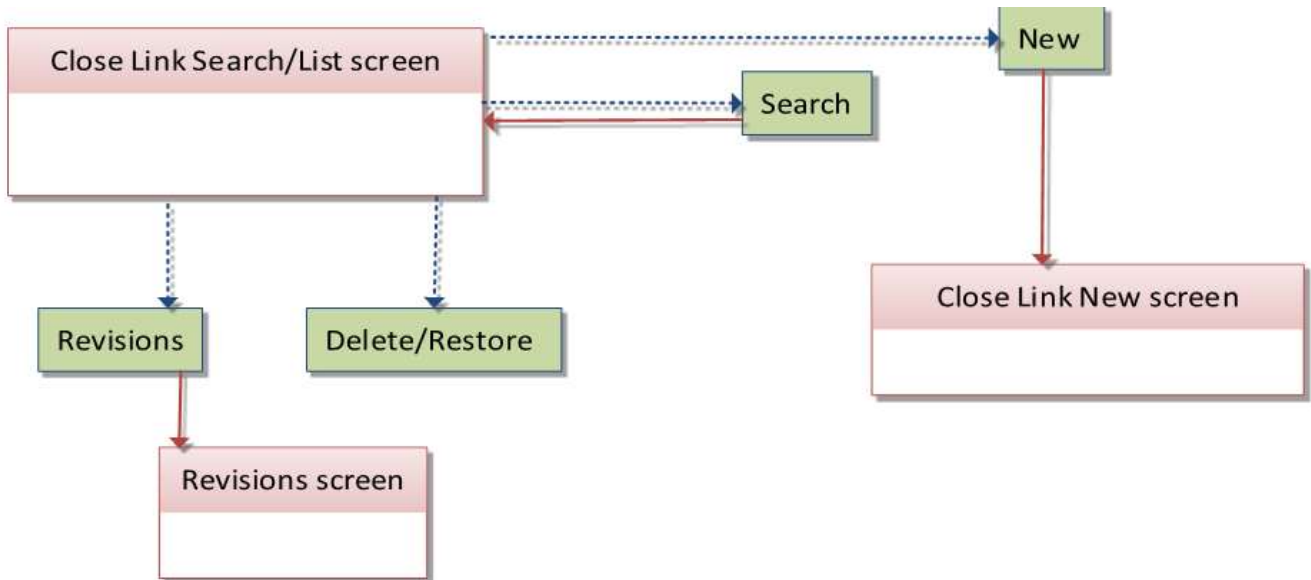 Close Link Search/List screen
New
Search
Close Link New screen
Revisions
Delete/Restore
Revisions screen